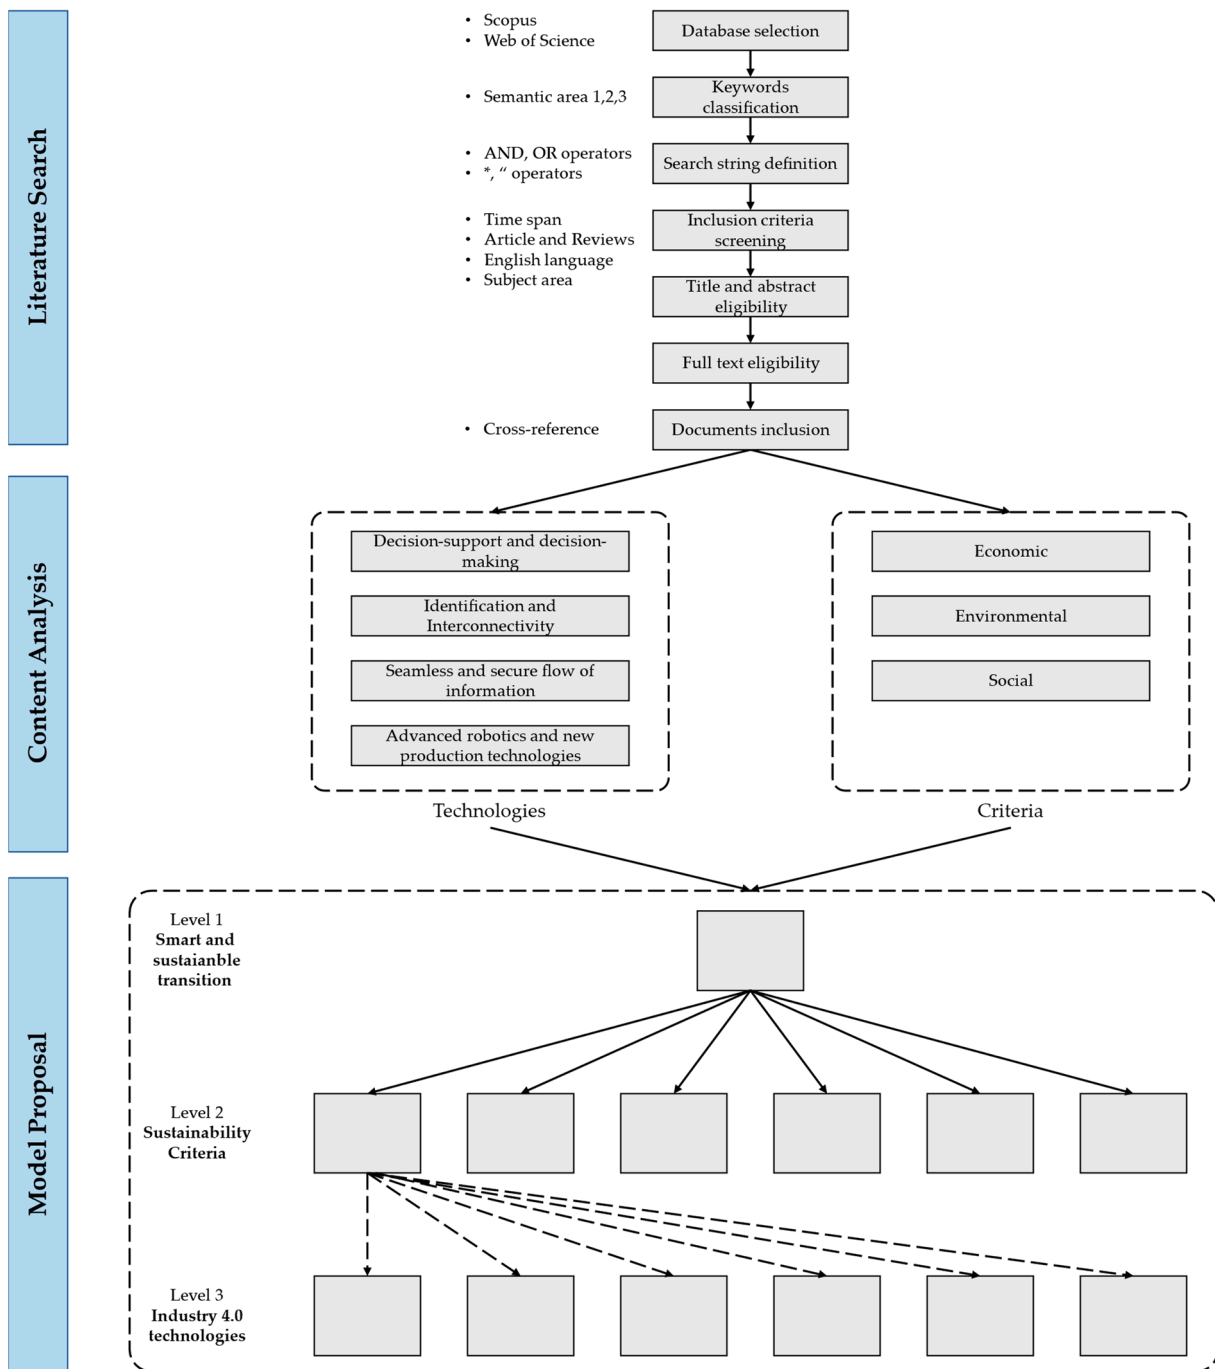 Literature Search
• Scopus
• Web of Science
Database selection
• Semantic area 1,2,3
Keywords
classification
• AND, OR operators
• *, “ operators
Search string definition
• Time span
• Article and Reviews
• English language
• Subject area
Inclusion criteria
screening
Title and abstract
eligibility
Full text eligibility
• Cross-reference
Documents inclusion
Content Analysis
Decision-support and decision-
making
Identification and
Interconnectivity
Seamless and secure flow of
information
Advanced robotics and new
production technologies
Technologies
Economic
Environmental
Social
Criteria
Model Proposal
Level 1
Smart and
sustaianble
transition
Level 2
Sustainability
Criteria
Level 3
Industry 4.0
technologies